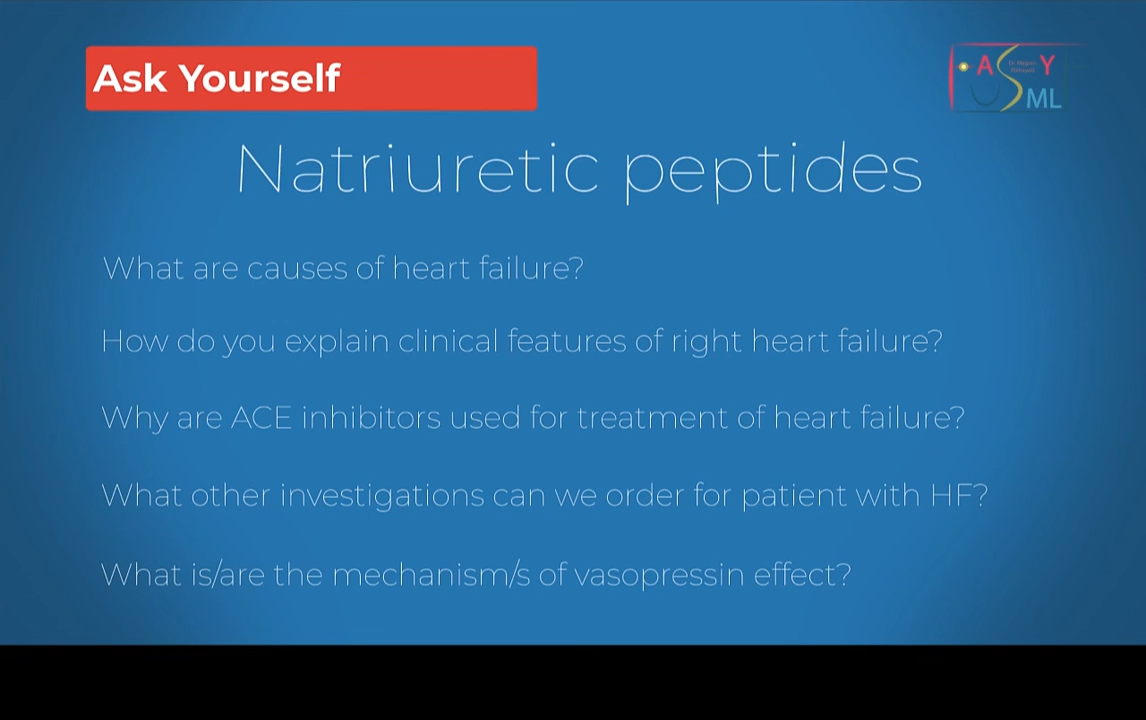 Ask Yourself
A Y
ML
Natriuretic peptides
What are causes of heart failure?
How do you explain clinical features of right heart failure?
Why are ACE inhibitors used for treatment of heart failure?
What other investigations can we order for patient with HF?
What is/are the mechanism/s of vasopressin effect?